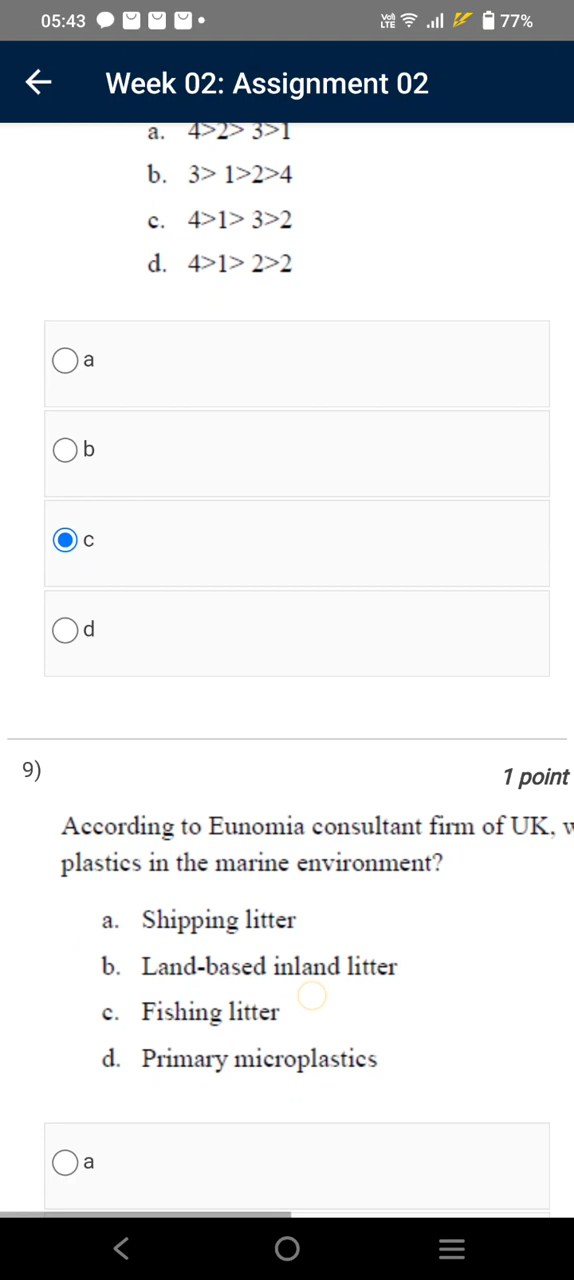 05:43
VoI) LTE
77%
Week 02: Assignment 02
a. 4>2> 3>1
b. 3> 1>2>4
c. 4>1> 3>2
d. 4>1> 2>2
a
b
c
d
9)
1 point
According to Eunomia consultant firm of UK,
plastics in the marine environment?
a. Shipping litter
b. Land-based inland litter
c. Fishing litter
d. Primary microplastics
a